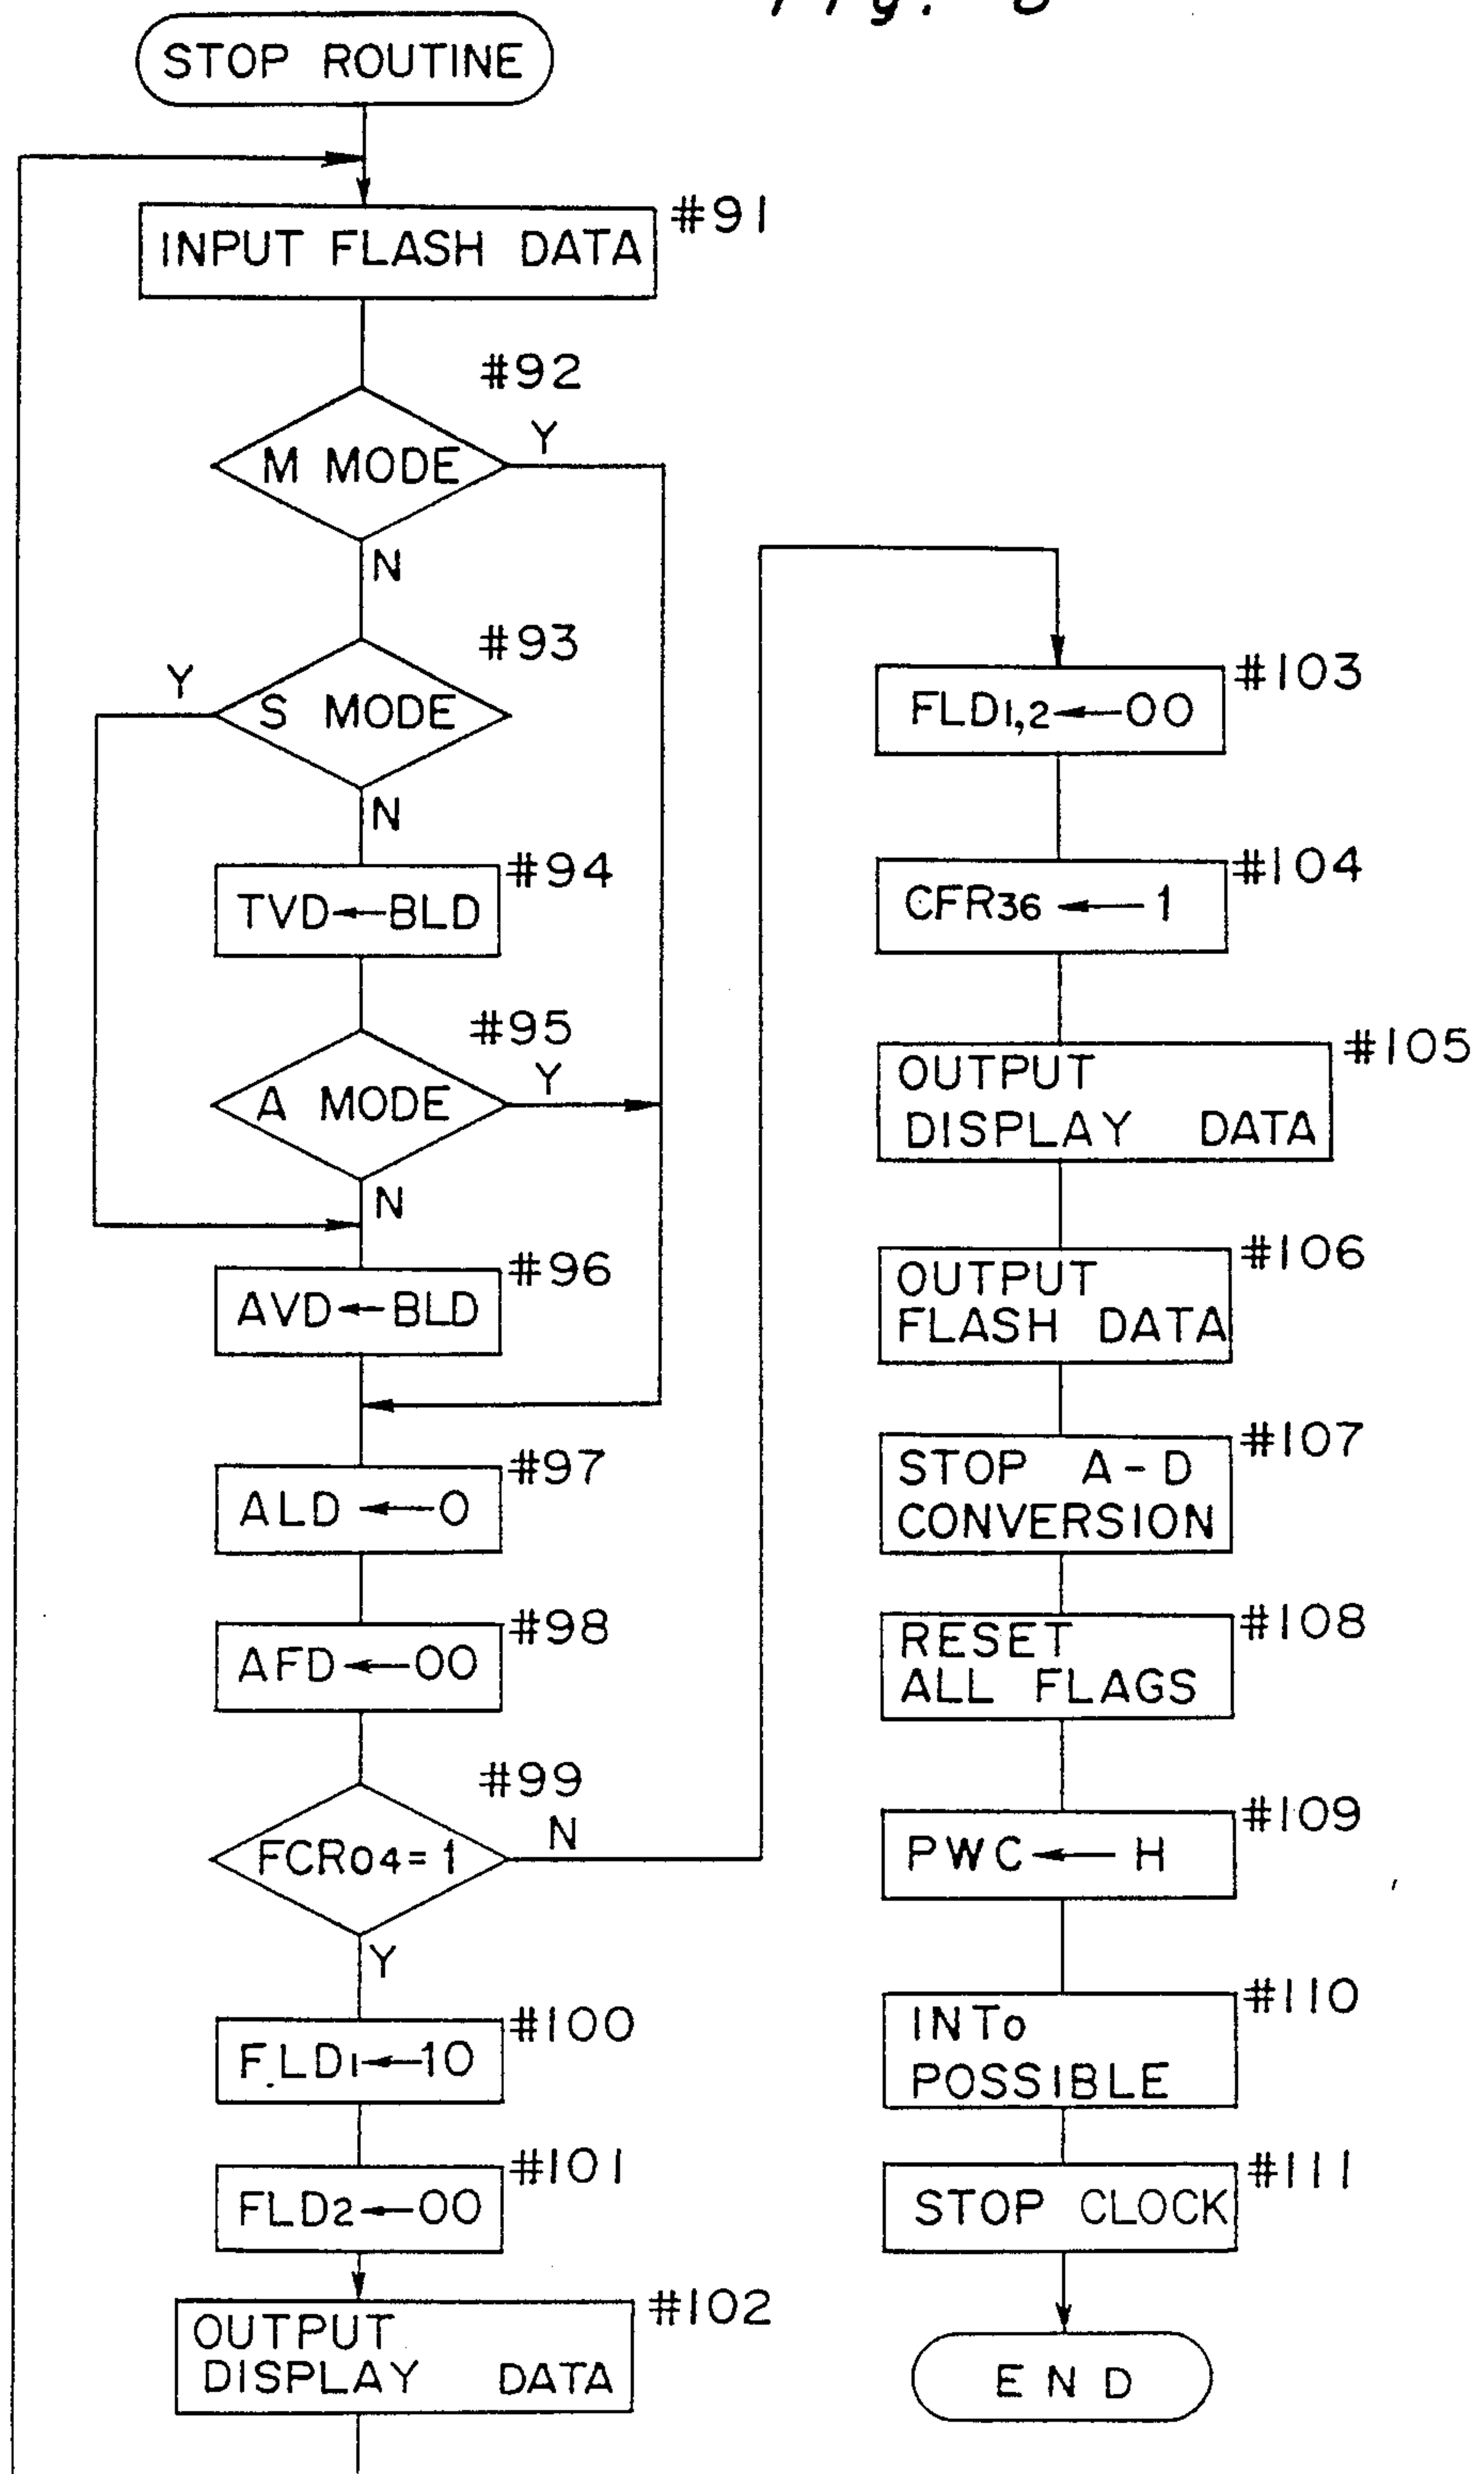 STOP ROUTINE
INPUT FLASH DATA
#91
#92
M MODE
Y
N
#93
Y
S MODE
N
#94
TVD←BLD
#95
A MODE
Y
N
#96
AVD←BLD
#97
ALD ←0
#98
AFD←00
#99
FCR04=1
N
Y
#100
FLD1←10
#101
FLD2←00
#102
OUTPUT
DISPLAY DATA
#103
FLD1,2←00
#104
CFR36 ← 1
#105
OUTPUT
DISPLAY DATA
#106
OUTPUT
FLASH DATA
#107
STOP A-D
CONVERSION
#108
RESET
ALL FLAGS
#109
PWC← H
#110
INTo
POSSIBLE
#111
STOP CLOCK
END